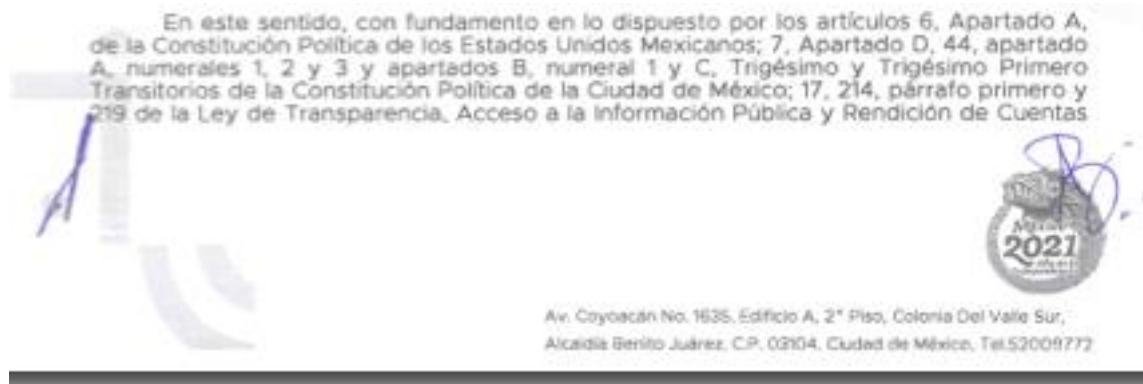 En este sentido, con fundamento en lo dispuesto por los artículos 6, Apartado A,
de la Constitución Política de los Estados Unidos Mexicanos; 7, Apartado D, 44, apartado
A, numerales 1, 2 y 3 y apartados B, numeral 1 y C, Trigésimo y Trigésimo Primero
Transitorios de la Constitución Política de la Ciudad de México; 17, 214, párrafo primero y
219 de la Ley de Transparencia, Acceso a la Información Pública y Rendición de Cuentas
México
2021
Av. Coyoacán No. 1635, Edificio A, 2° Piso, Colonia Del Valle Sur,
Alcaldía Benito Juárez, C.P. 03104, Ciudad de México, Tel.52009772